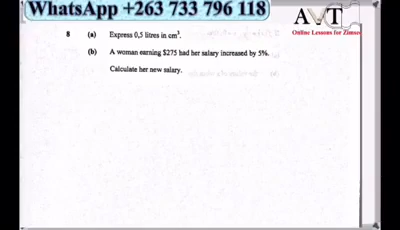 WhatsApp +263 733 796 118
AVT
Online Lessons for Zimsec
8 (a) Express 0,5 litres in cm³.
(b) A woman earning $275 had her salary increased by 5%.
Calculate her new salary.